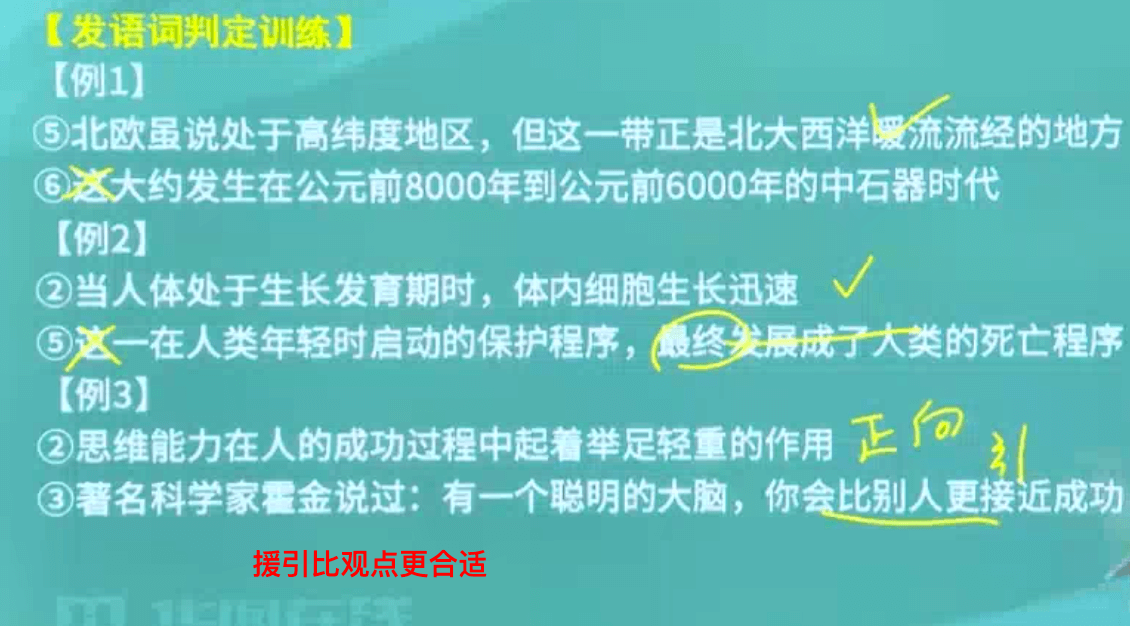 【发语词判定训练】
【例1】
⑤北欧虽说处于高纬度地区，但这一带正是北大西洋暖流流经的地方
⑥这大约发生在公元前8000年到公元前6000年的中石器时代
【例2】
②当人体处于生长发育期时，体内细胞生长迅速
⑤这一在人类年轻时启动的保护程序，最终发展成了人类的死亡程序
【例3】
②思维能力在人的成功过程中起着举足轻重的作用 正向 引
③著名科学家霍金说过：有一个聪明的大脑，你会比别人更接近成功
援引比观点更合适